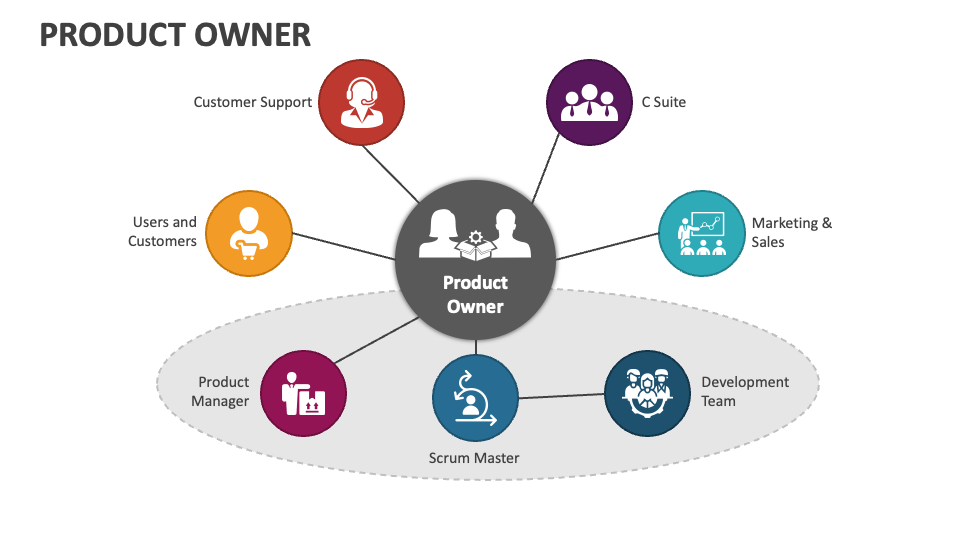 PRODUCT OWNER
Customer Support
C Suite
Users and
Customers
Marketing &
Sales
Product
Owner
Product
Manager
Development
Team
Scrum Master